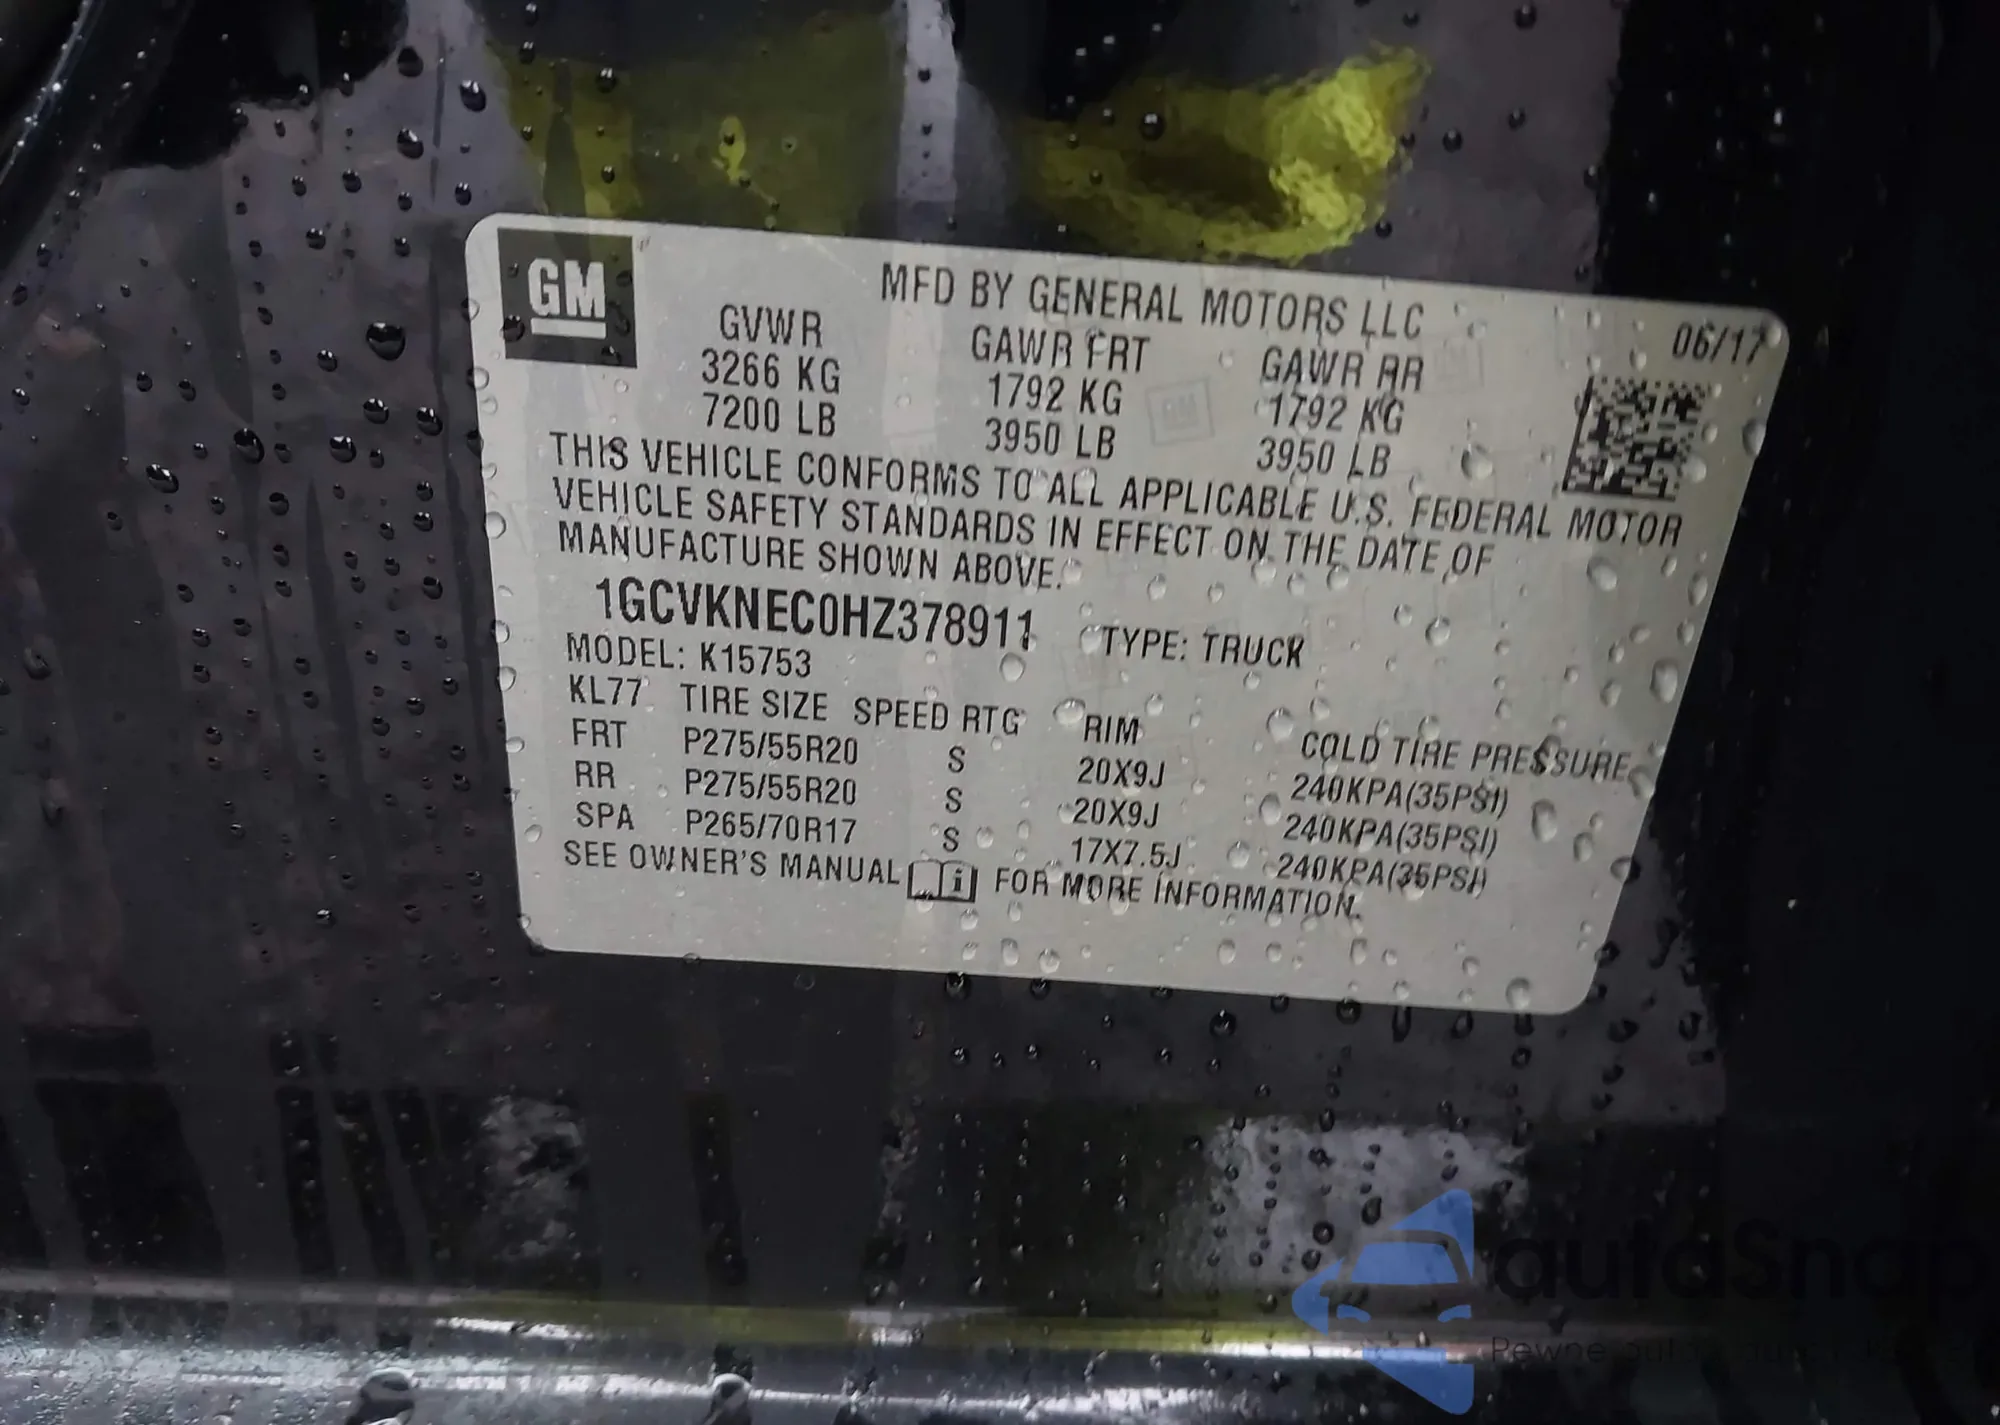 GM
MFD BY GENERAL MOTORS LLC 06/17
GVWR GAWR FRT GAWR RR
3266 KG 1792 KG 1792 KG
7200 LB 3950 LB 3950 LB
GM
THIS VEHICLE CONFORMS TO ALL APPLICABLE U.S. FEDERAL MOTOR
VEHICLE SAFETY STANDARDS IN EFFECT ON THE DATE OF
MANUFACTURE SHOWN ABOVE.
1GCVKNEC0HZ378911 TYPE: TRUCK
MODEL: K15753
KL77 TIRE SIZE SPEED RTG RIM COLD TIRE PRESSURE
FRT P275/55R20 S 20X9J 240KPA(35PSI)
RR P275/55R20 S 20X9J 240KPA(35PSI)
SPA P265/70R17 S 17X7.5J 240KPA(35PSI)
SEE OWNER'S MANUAL FOR MORE INFORMATION.
autaSnap
Pewne auta